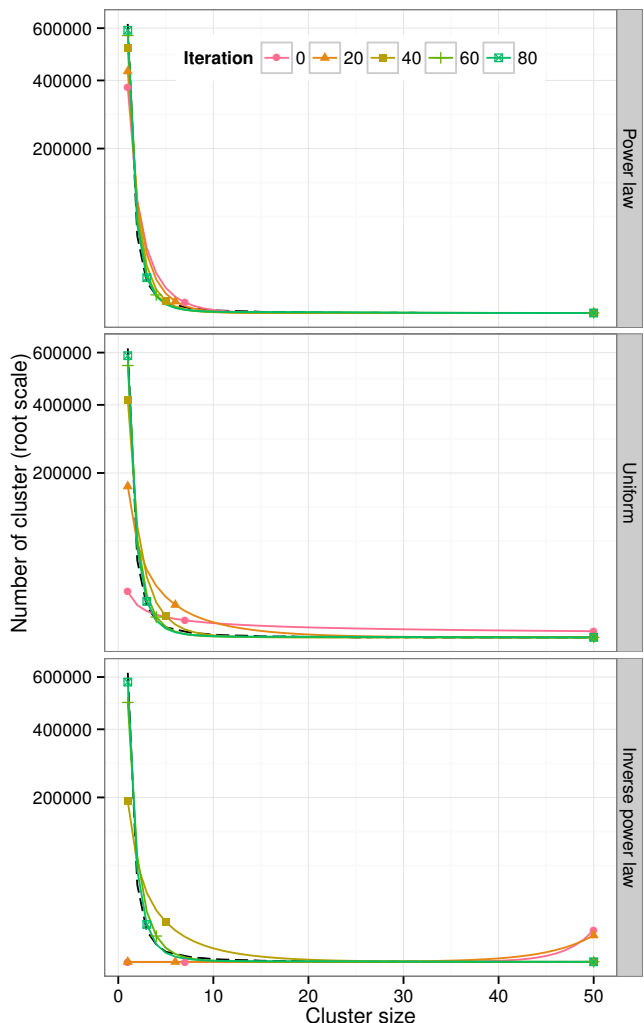 600000
Iteration 0 20 40 60 80
400000
200000
Power law
600000
400000
200000
Uniform
Number of cluster (root scale)
600000
400000
200000
Inverse power law
0 10 20 30 40 50
Cluster size